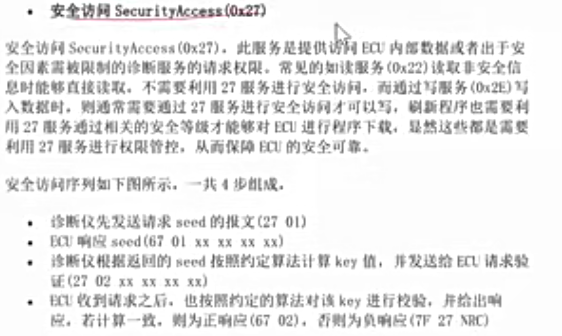 • 安全访问 SecurityAccess(0x27)
安全访问 SecurityAccess(0x27)，此服务是提供访问 ECU 内部数据或者出于安
全因素需被限制的诊断服务的请求权限。常见的如读服务(0x22)读取非安全信
息时能够直接读取，不需要利用 27 服务进行安全访问，而通过写服务(0x2E)写
入数据时，则通常需要通过 27 服务进行安全访问才可以写，刷新程序也需要利
用 27 服务通过相关的安全等级才能够对 ECU 进行程序下载，显然这些都是需要
利用 27 服务进行权限管控，从而保障 ECU 的安全可靠。
安全访问序列如下图所示，一共 4 步组成，
• 诊断仪先发送请求 seed 的报文(27 01)
• ECU 响应 seed(67 01 xx xx xx xx)
• 诊断仪根据返回的 seed 按照约定算法计算 key 值，并发送给 ECU 请求验
证(27 02 xx xx xx xx)
• ECU 收到请求之后，也按照约定的算法对该 key 进行校验，并给出响
应，若计算一致，则为正响应(67 02)，否则为负响应(7F 27 NRC)